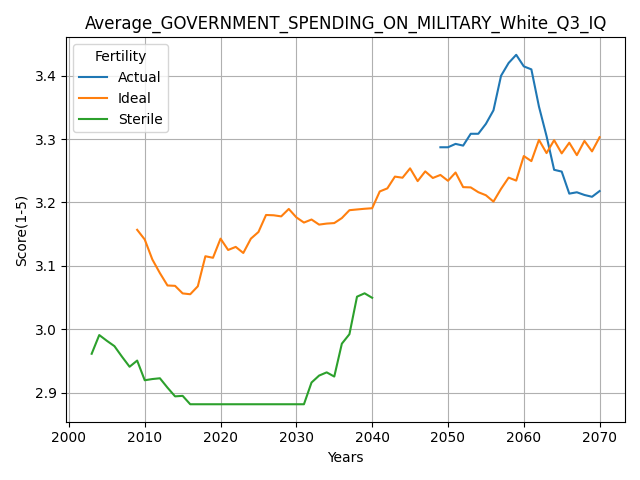 Average_GOVERNMENT_SPENDING_ON_MILITARY_White_Q3_IQ
Fertility
Actual
Ideal
Sterile
3.4
3.3
3.2
3.1
3.0
2.9
Score(1-5)
2000 2010 2020 2030 2040 2050 2060 2070
Years